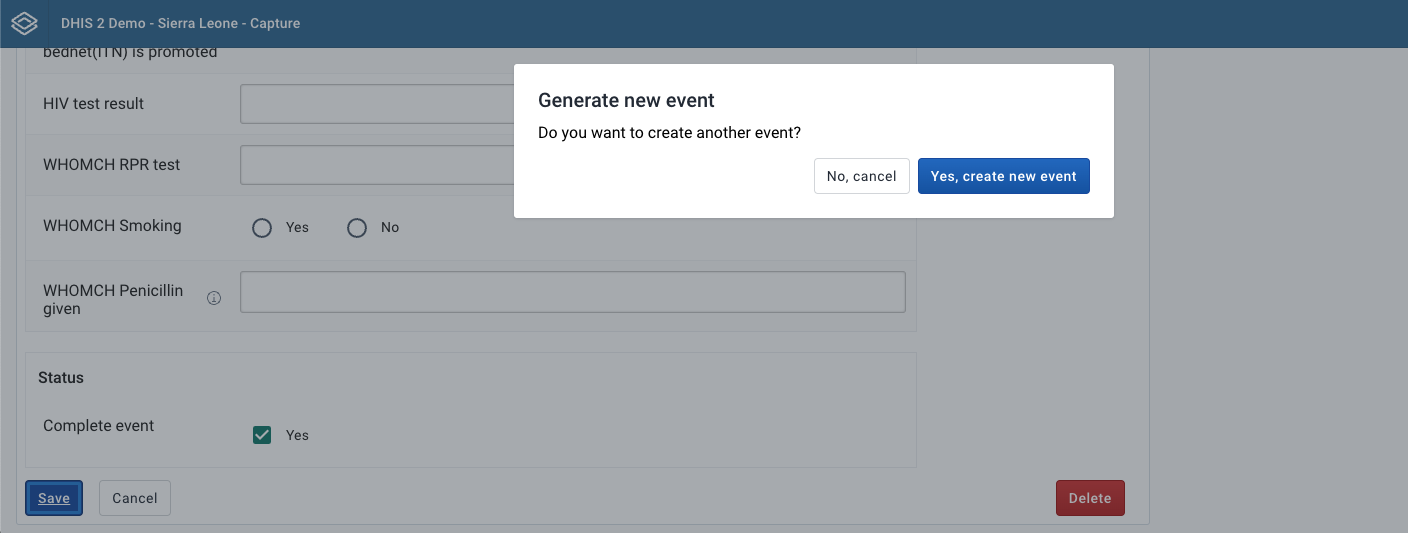 DHIS 2 Demo - Sierra Leone - Capture
bednet(ITN) is promoted
HIV test result
WHOMCH RPR test
WHOMCH Smoking
Yes
No
WHOMCH Penicillin
given
Generate new event
Do you want to create another event?
No, cancel
Yes, create new event
Status
Complete event
Yes
Save
Cancel
Delete